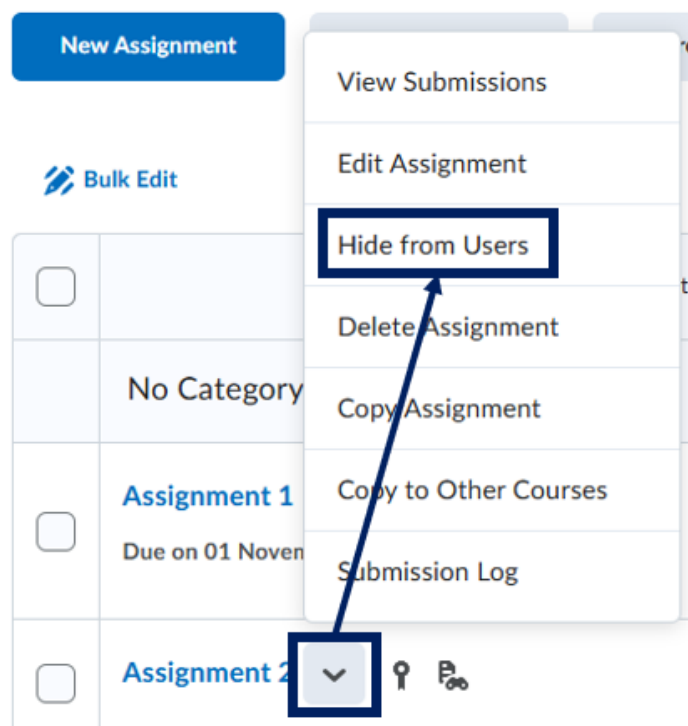 New Assignment
View Submissions
Bulk Edit
Edit Assignment
Hide from Users
Delete Assignment
No Category
Copy Assignment
Assignment 1
Copy to Other Courses
Due on 01 Novem
Submission Log
Assignment 2